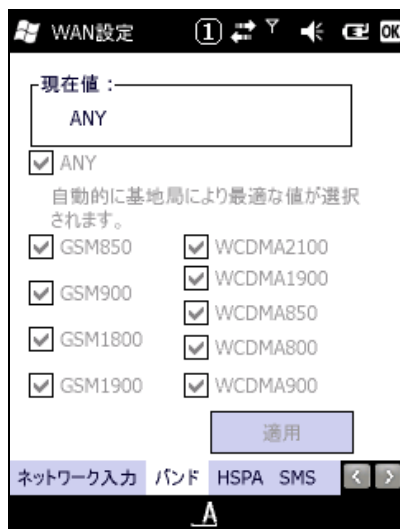 WAN設定
1
OK
現在値：
ANY
ANY
自動的に基地局により最適な値が選択
されます。
GSM850
WCDMA2100
GSM900
WCDMA1900
WCDMA850
GSM1800
WCDMA800
GSM1900
WCDMA900
適用
ネットワーク入力 バンド HSPA SMS
A